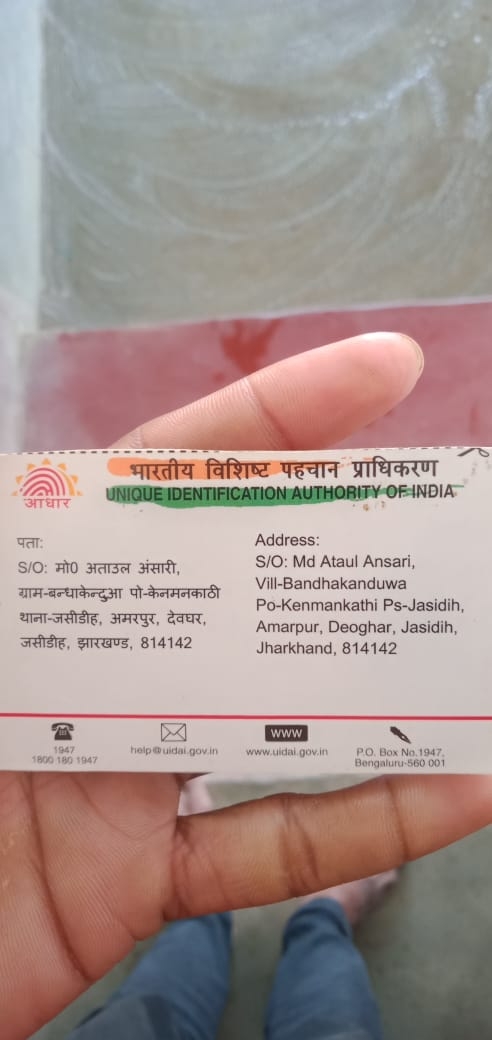 भारतीय विशिष्ट पहचान प्राधिकरण
UNIQUE IDENTIFICATION AUTHORITY OF INDIA
आधार
पता:
S/O: मो0 अताउल अंसारी,
ग्राम-बन्धाकेन्दुआ पो-केनमनकाठी
थाना-जसीडीह, अमरपुर, देवघर,
जसीडीह, झारखण्ड, 814142
Address:
S/O: Md Ataul Ansari,
Vill-Bandhakanduwa
Po-Kenmankathi Ps-Jasidih,
Amarpur, Deoghar, Jasidih,
Jharkhand, 814142
1947
1800 180 1947
help@uidai.gov.in
WWW
www.uidai.gov.in
P.O. Box No.1947,
Bengaluru-560 001